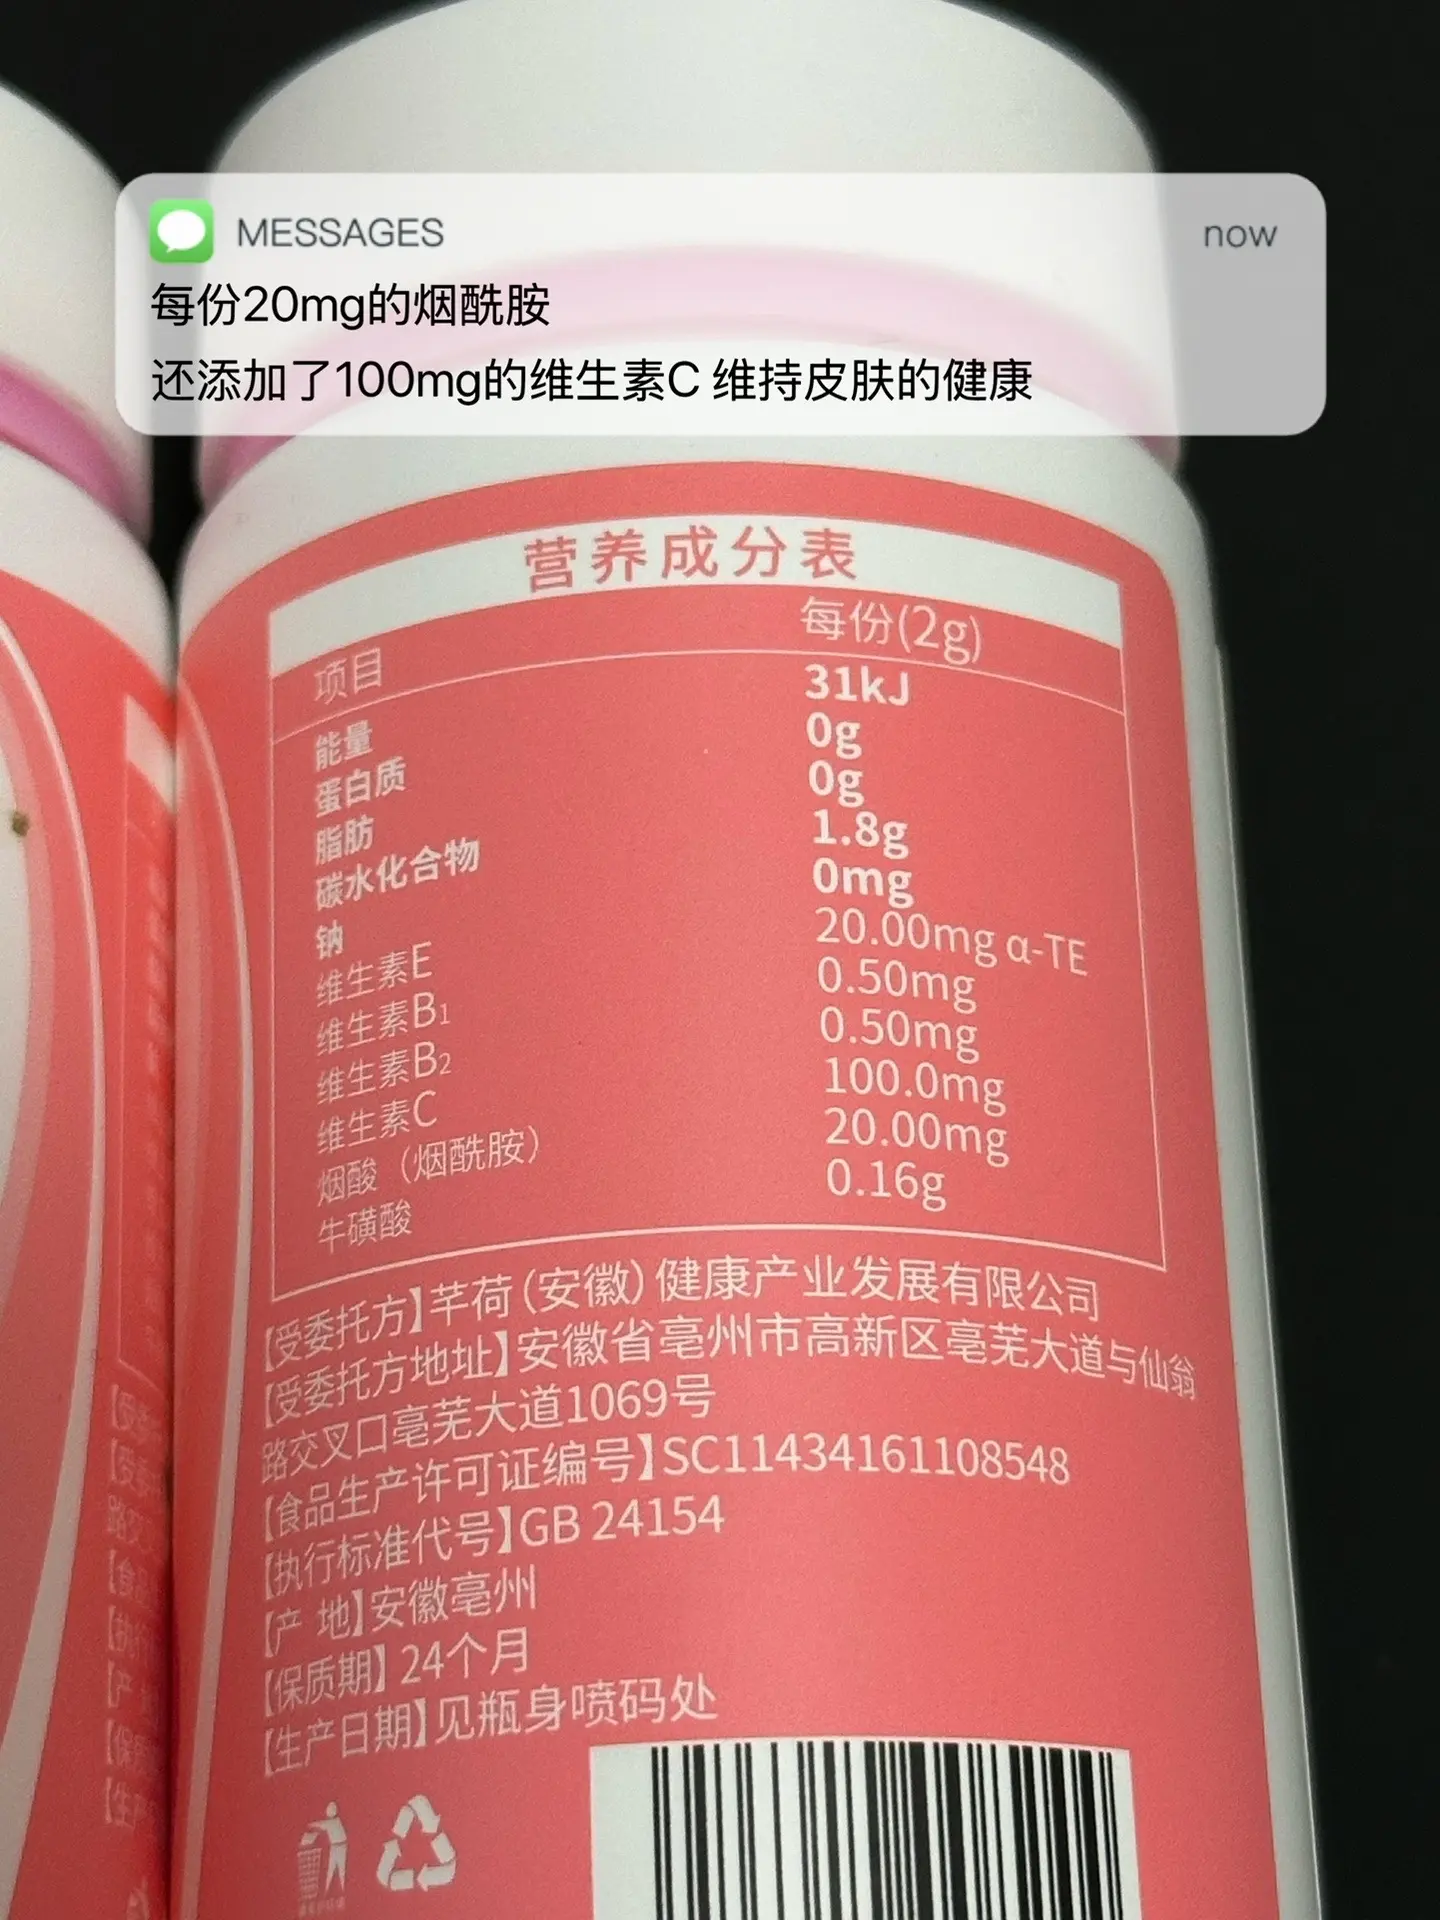 MESSAGES
now
每份20mg的烟酰胺
还添加了100mg的维生素C 维持皮肤的健康
营养成分表
项目 每份(2g)
能量 31kJ
蛋白质 0g
脂肪 0g
碳水化合物 1.8g
钠 0mg
维生素E 20.00mg α-TE
维生素B₁ 0.50mg
维生素B₂ 0.50mg
维生素C 100.0mg
烟酸（烟酰胺） 20.00mg
牛磺酸 0.16g
【受委托方】芊荷（安徽）健康产业发展有限公司
【受委托方地址】安徽省亳州市高新区亳芜大道与仙翁
路交叉口亳芜大道1069号
【食品生产许可证编号】SC11434161108548
【执行标准代号】GB 24154
【产 地】安徽亳州
【保质期】24个月
【生产日期】见瓶身喷码处